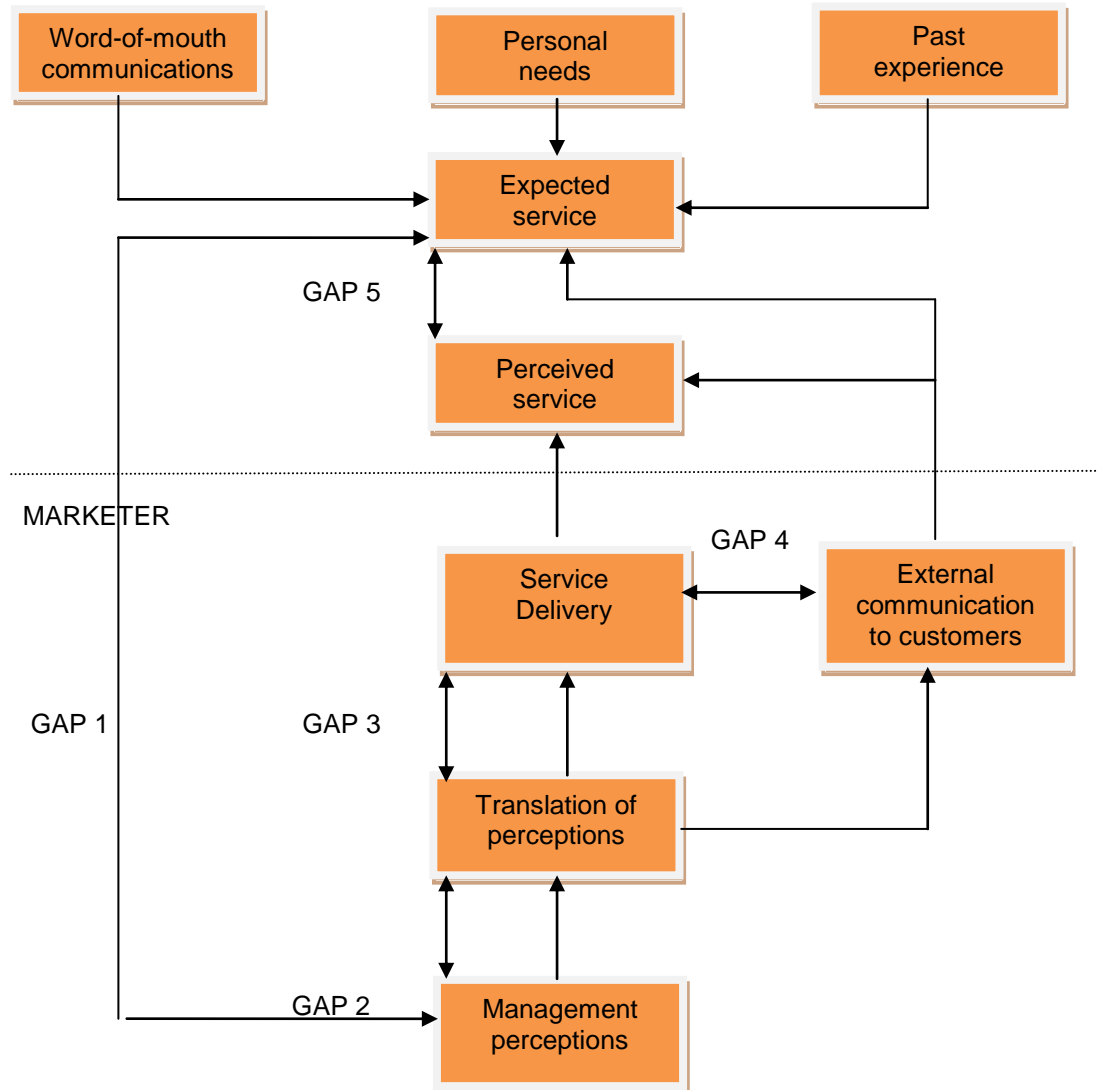 Word-of-mouth
communications
Personal
needs
Past
experience
Expected
service
GAP 5
Perceived
service
MARKETER
GAP 4
Service
Delivery
External
communication
to customers
GAP 1
GAP 3
Translation of
perceptions
GAP 2
Management
perceptions